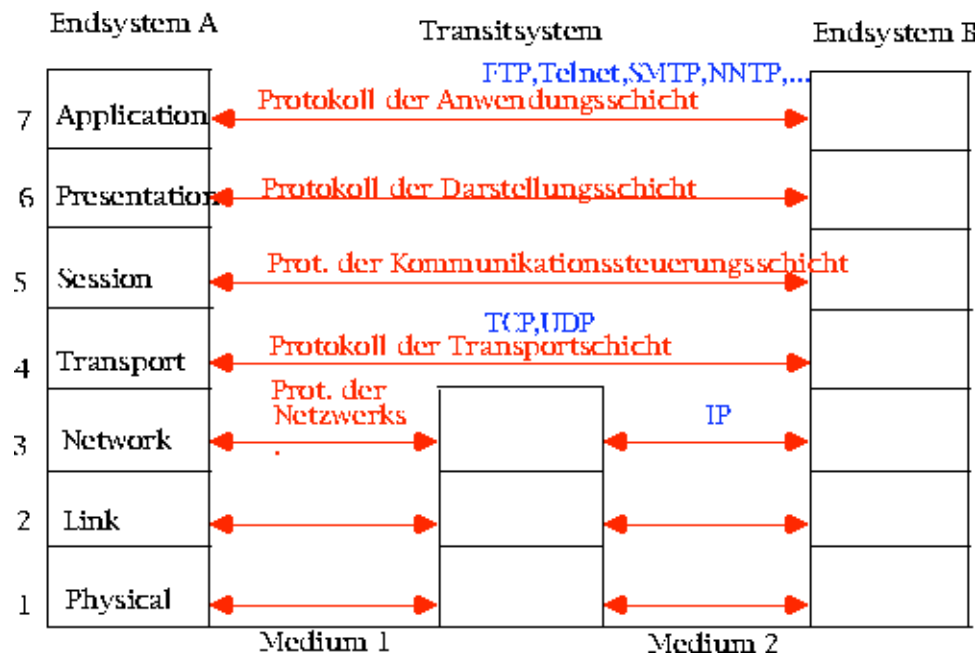 Endsystem A
Transitsystem
Endsystem B
FTP,Telnet,SMTP,NNTP,...
7 Application
Protokoll der Anwendungsschicht
6 Presentation
Protokoll der Darstellungsschicht
5 Session
Prot. der Kommunikationssteuerungsschicht
TCP,UDP
4 Transport
Protokoll der Transportschicht
Prot. der
Netzwerks
.
3 Network
IP
2 Link
1 Physical
Medium 1
Medium 2